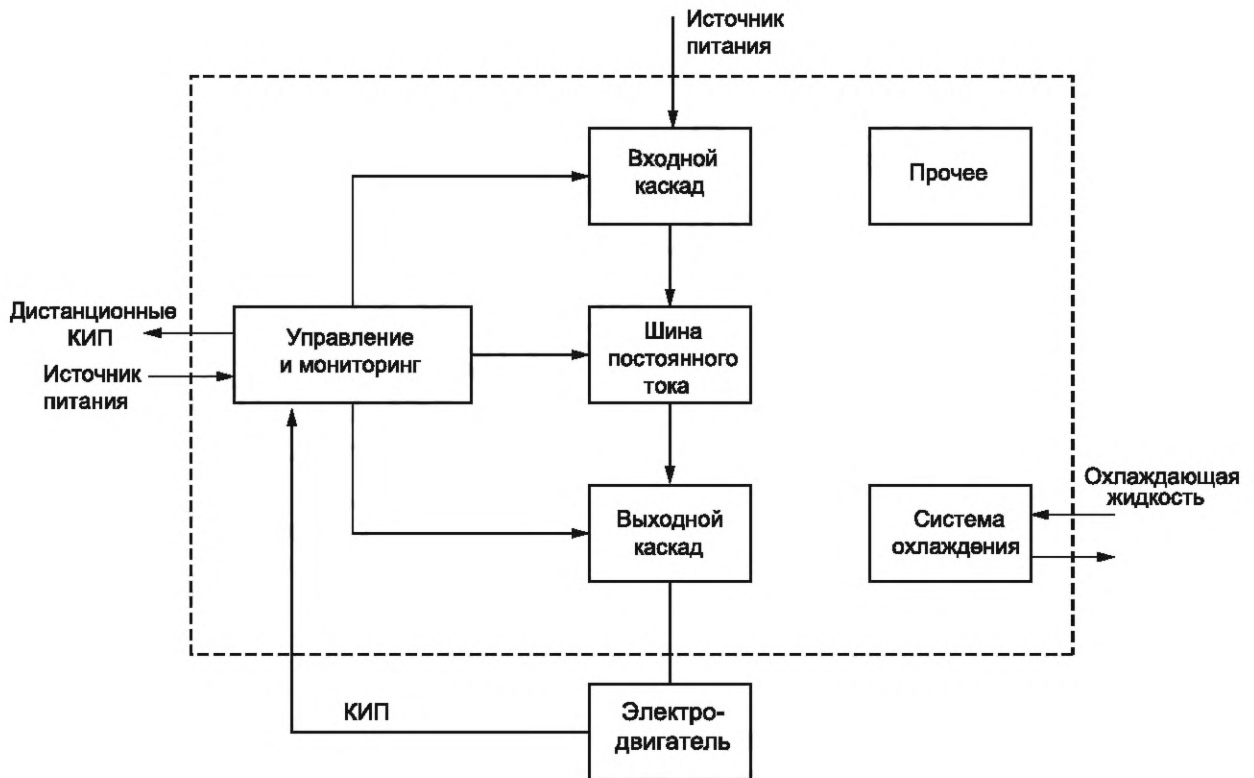 Источник
питания
Входной
каскад
Прочее
Дистанционные
КИП
Управление
и мониторинг
Шина
постоянного
тока
Источник
питания
Охлаждающая
жидкость
Выходной
каскад
Система
охлаждения
КИП
Электро-
двигатель